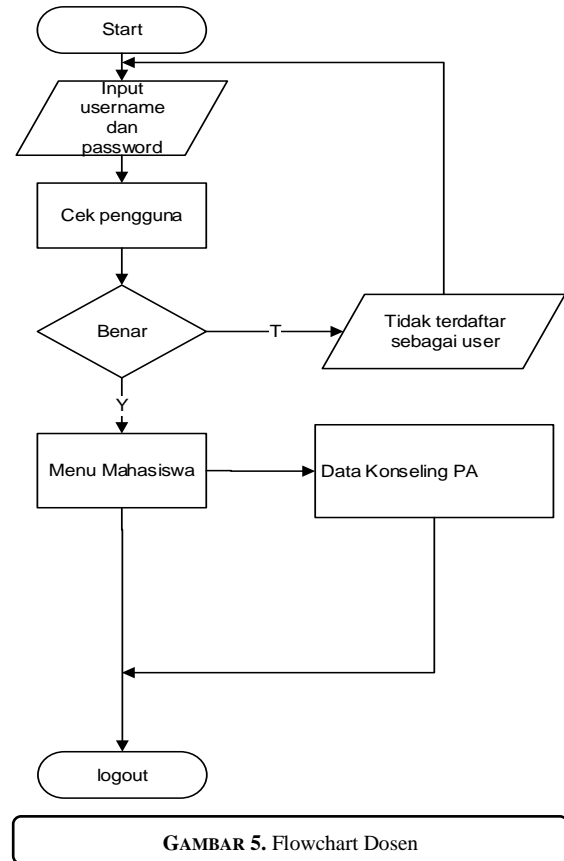 Start
Input
username
dan
password
Cek pengguna
Benar
T
Tidak terdaftar
sebagai user
Y
Menu Mahasiswa
Data Konseling PA
logout
GAMBAR 5. Flowchart Dosen